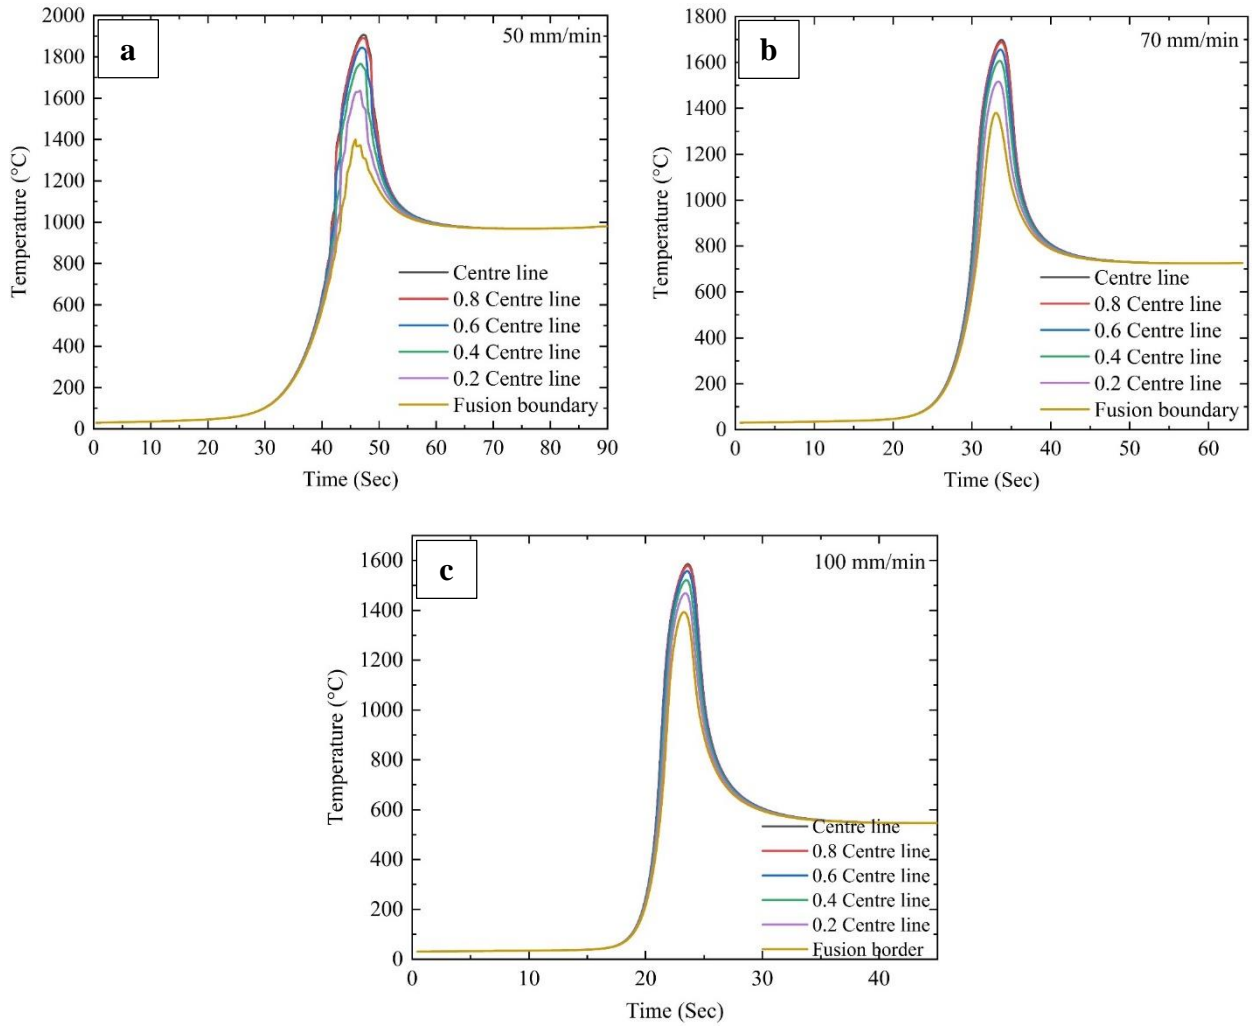 a
50 mm/min
2000
1800
1600
1400
1200
1000
800
600
400
200
0
Temperature (°C)
Centre line
0.8 Centre line
0.6 Centre line
0.4 Centre line
0.2 Centre line
Fusion boundary
0 10 20 30 40 50 60 70 80 90
Time (Sec)
b
70 mm/min
1800
1600
1400
1200
1000
800
600
400
200
0
Temperature (°C)
Centre line
0.8 Centre line
0.6 Centre line
0.4 Centre line
0.2 Centre line
Fusion boundary
0 10 20 30 40 50 60
Time (Sec)
c
100 mm/min
1600
1400
1200
1000
800
600
400
200
0
Temperature (°C)
Centre line
0.8 Centre line
0.6 Centre line
0.4 Centre line
0.2 Centre line
Fusion border
0 10 20 30 40
Time (Sec)